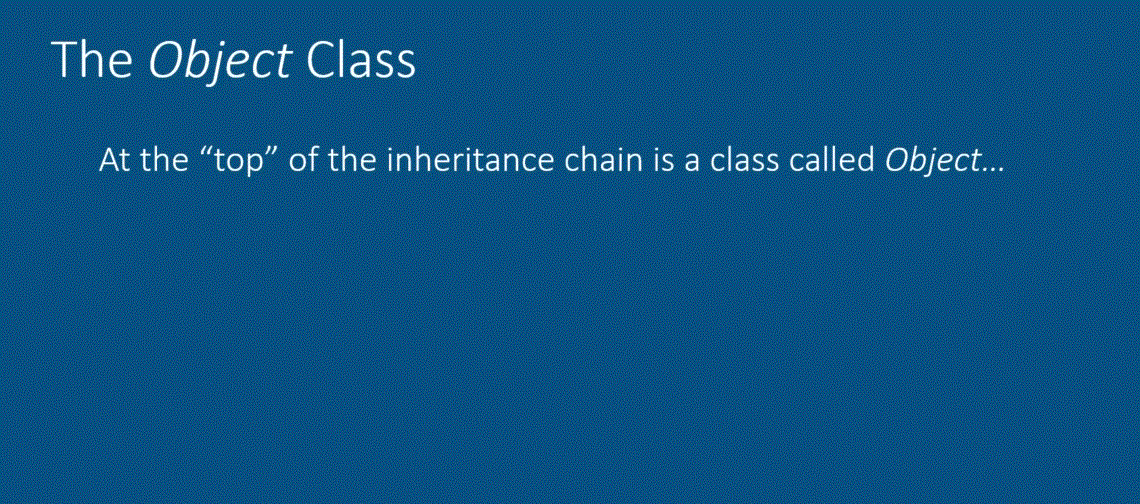 The Object Class
At the “top” of the inheritance chain is a class called Object…